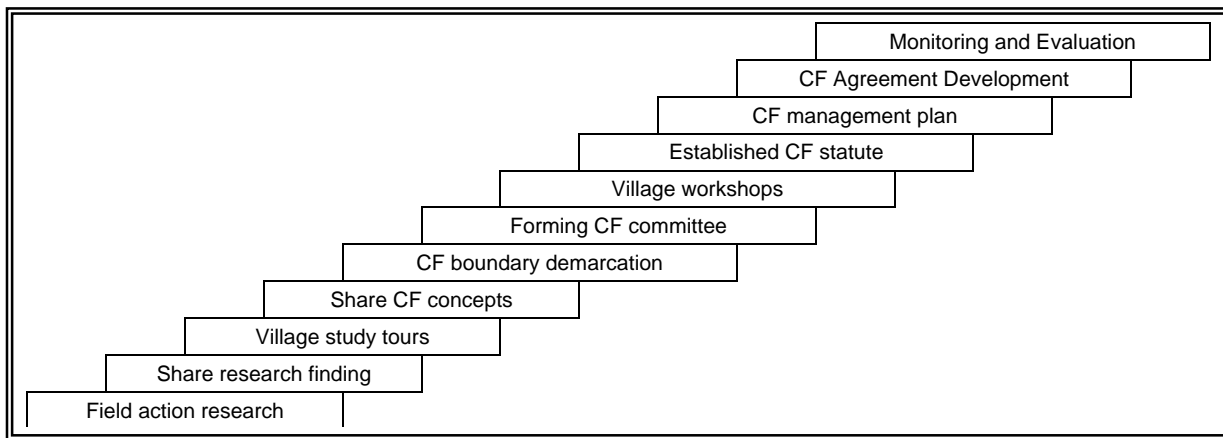 Monitoring and Evaluation
CF Agreement Development
CF management plan
Established CF statute
Village workshops
Forming CF committee
CF boundary demarcation
Share CF concepts
Village study tours
Share research finding
Field action research